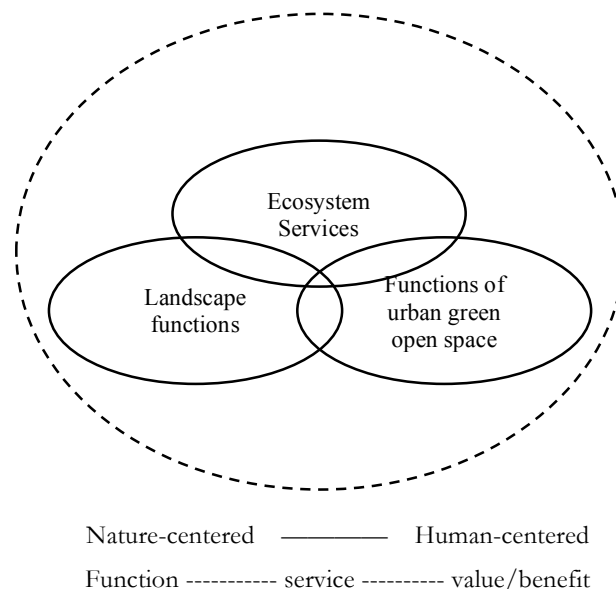 Ecosystem
Services
Landscape
functions
Functions of
urban green
open space
Nature-centered ———— Human-centered
Function ----------- service ---------- value/benefit